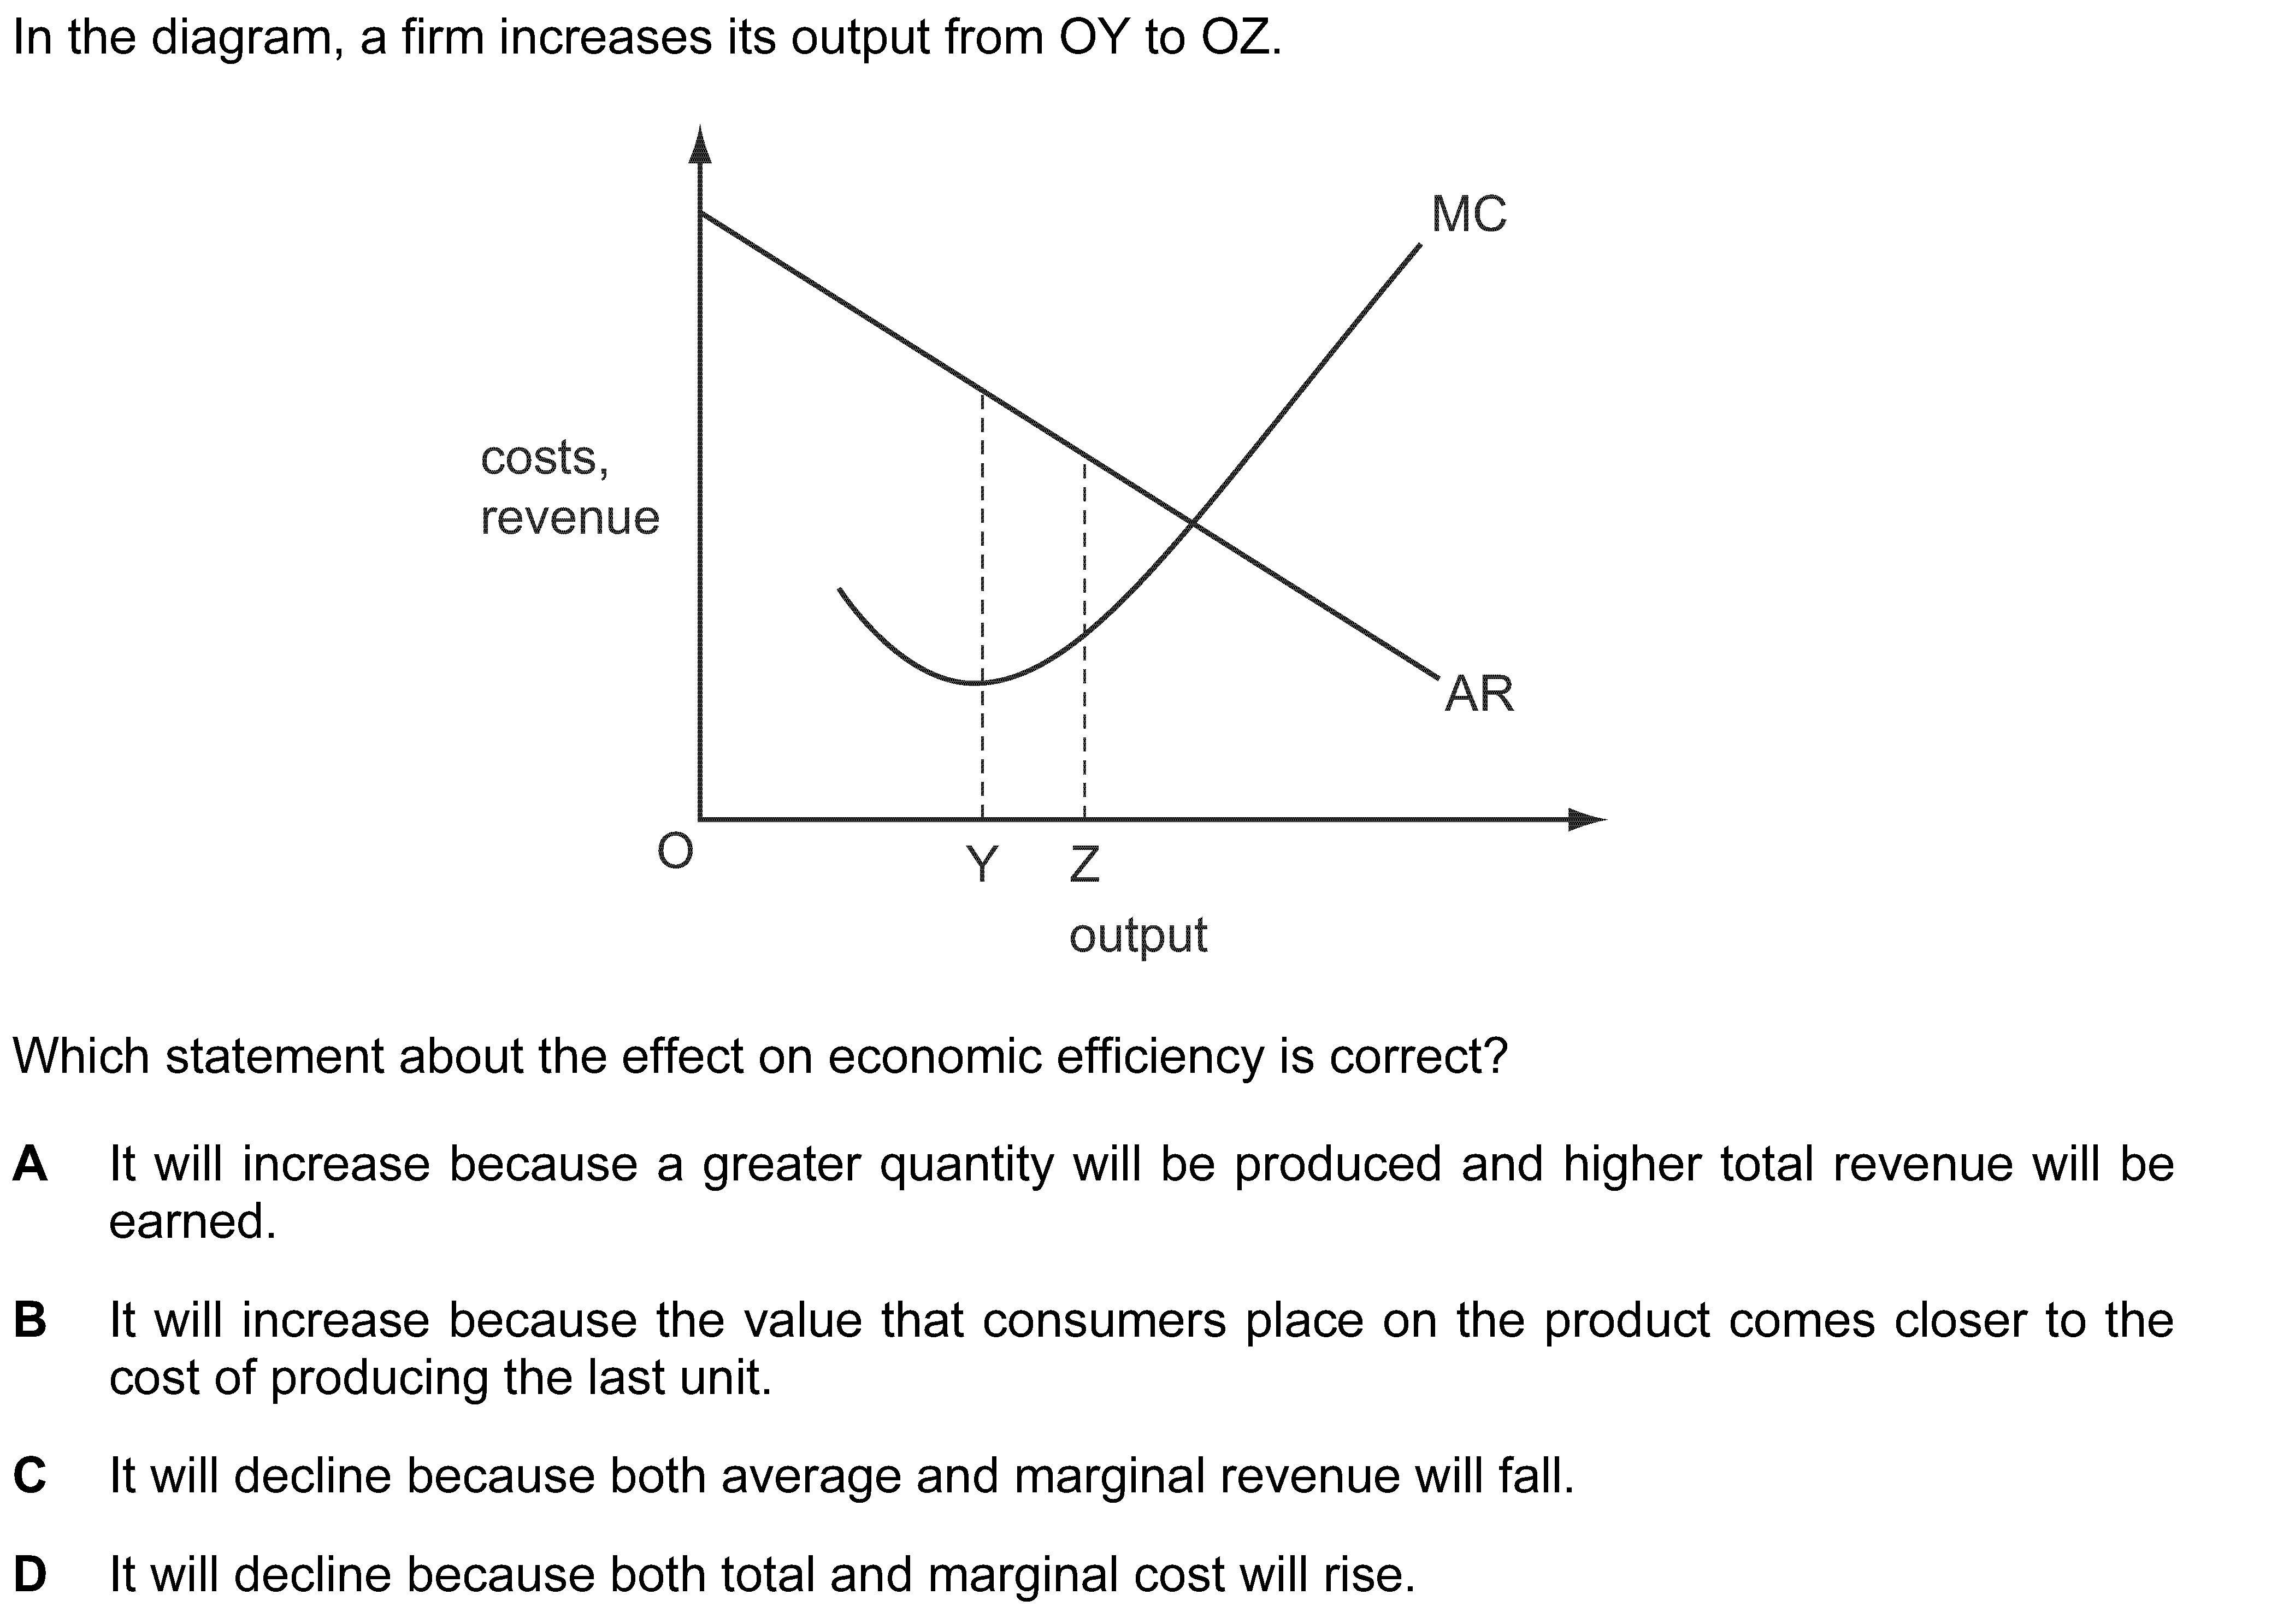 In the diagram, a firm increases its output from OY to OZ.
MC
costs,
revenue
AR
O
Y
Z
output
Which statement about the effect on economic efficiency is correct?
A It will increase because a greater quantity will be produced and higher total revenue will be
earned.
B It will increase because the value that consumers place on the product comes closer to the
cost of producing the last unit.
C It will decline because both average and marginal revenue will fall.
D It will decline because both total and marginal cost will rise.